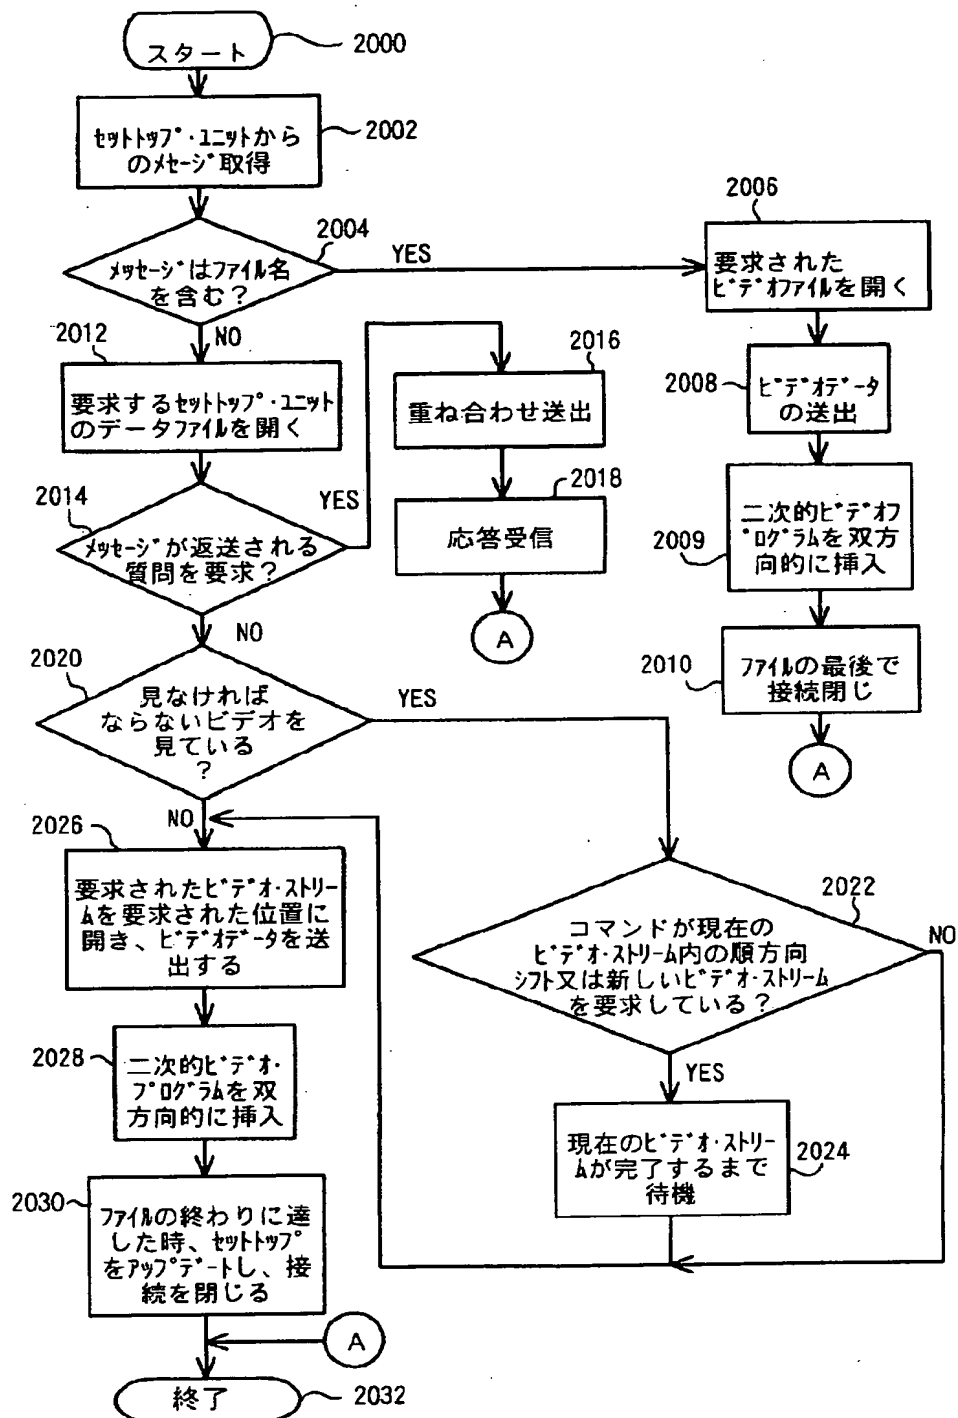 スタート
2000
セットトップ・ユニットから
のメセージ取得
2002
メッセージはファイル名
を含む?
2004
YES
NO
2006
要求された
ビデオファイルを開く
2008
ビデオデータ
の送出
2009
二次的ビデオプ
ログラムを双方
向的に挿入
2010
ファイルの最後で
接続閉じ
A
2012
要求するセットトップ・ユニット
のデータファイルを開く
2014
メッセージが返送される
質問を要求?
YES
NO
2016
重ね合わせ送出
2018
応答受信
A
2020
見なければ
ならないビデオを
見ている
?
YES
NO
2022
コマンドが現在の
ビデオ・ストリーム内の順方向
シフト又は新しいビデオ・ストリーム
を要求している?
NO
YES
2024
現在のビデオ・ストリー
ムが完了するまで
待機
2026
要求されたビデオ・ストリー
ムを要求された位置に
開き、ビデオデータを送
出する
2028
二次的ビデオ・
プログラムを双
方向的に挿入
2030
ファイルの終わりに達
した時、セットトップ
をアップデートし、接
続を閉じる
A
終了
2032